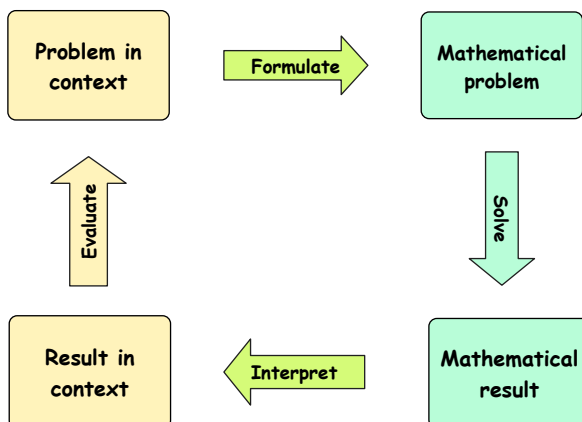 Problem in
context
Formulate
Mathematical
problem
Solve
Mathematical
result
Interpret
Result in
context
Evaluate